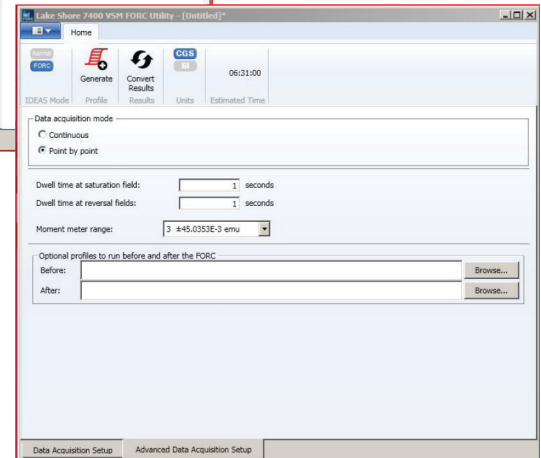 Lake Shore 7400 VSM FORC Utility - [Untitled]*
Home
FORC
Generate
Convert Results
CGS
SI
06:31:00
IDEAS Mode Profile Results Units Estimated Time
Data acquisition mode
Continuous
Point by point
Dwell time at saturation field: 1 seconds
Dwell time at reversal fields: 1 seconds
Moment meter range: 3 ±45.0353E-3 emu
Optional profiles to run before and after the FORC
Before: Browse...
After: Browse...
Data Acquisition Setup Advanced Data Acquisition Setup